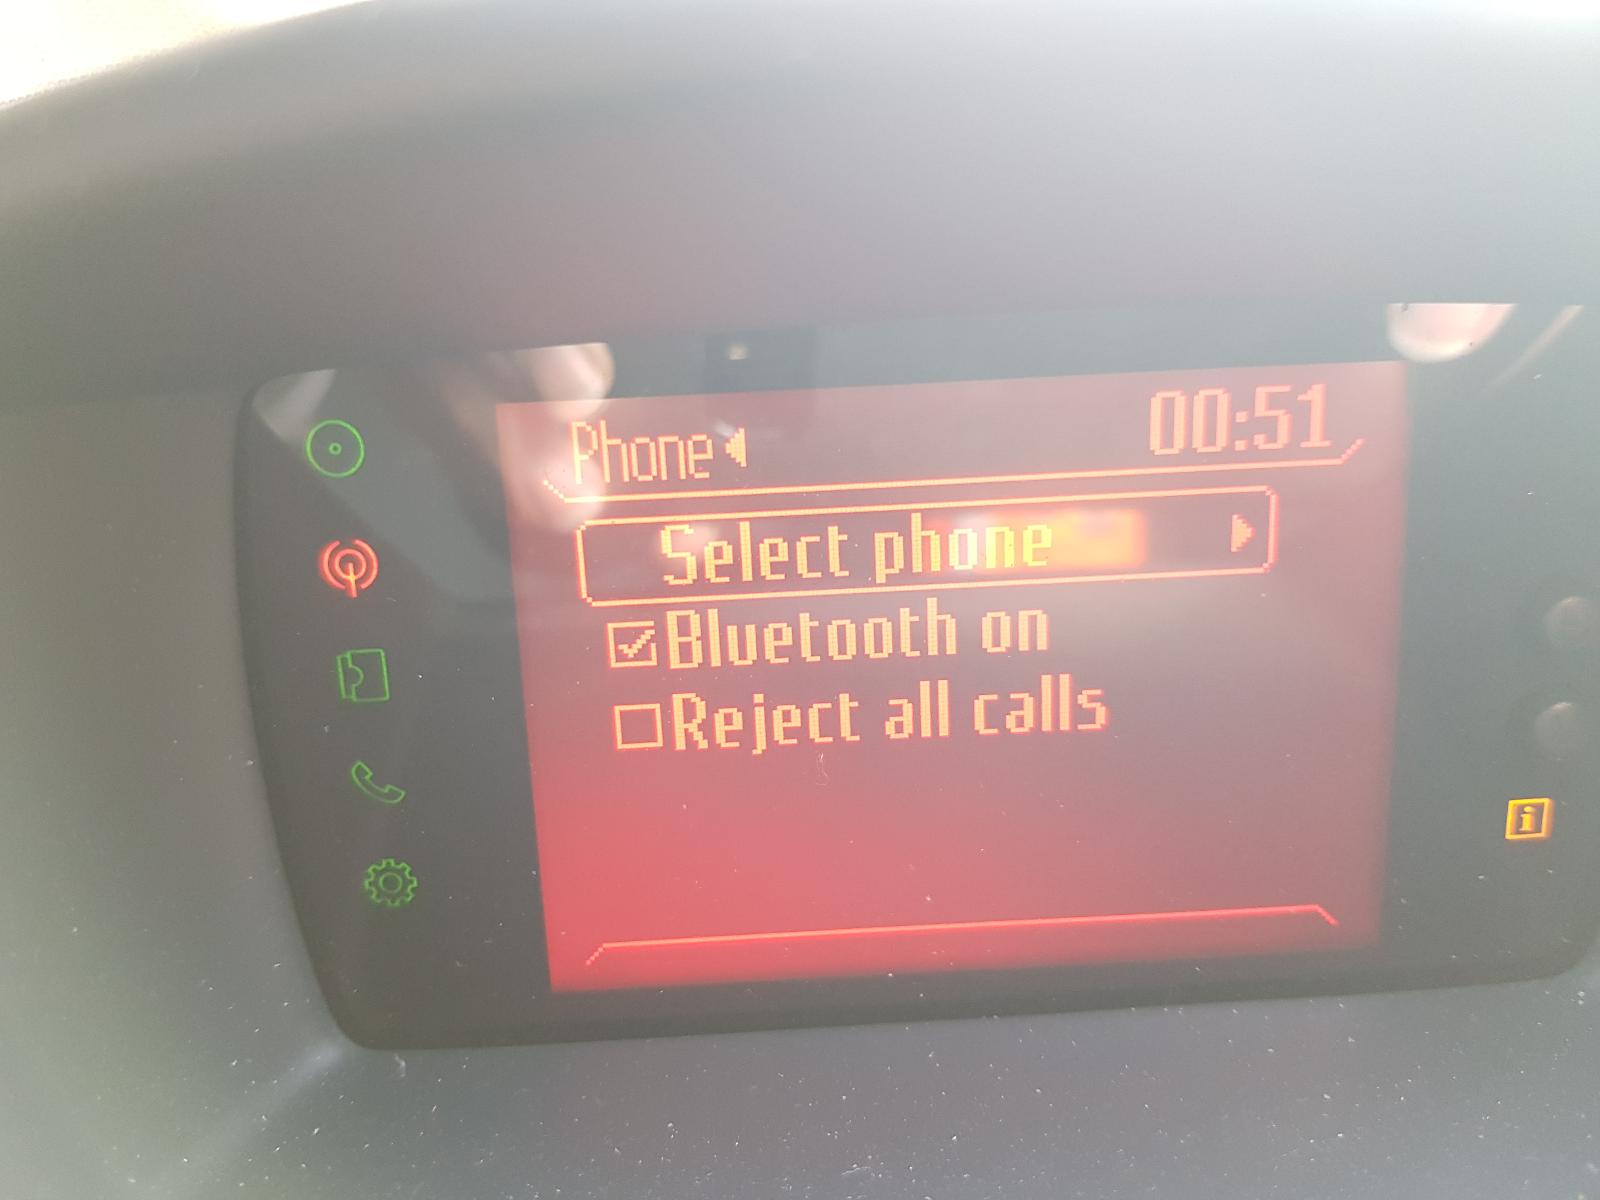 Phone 00:51
Select phone
Bluetooth on
Reject all calls
i